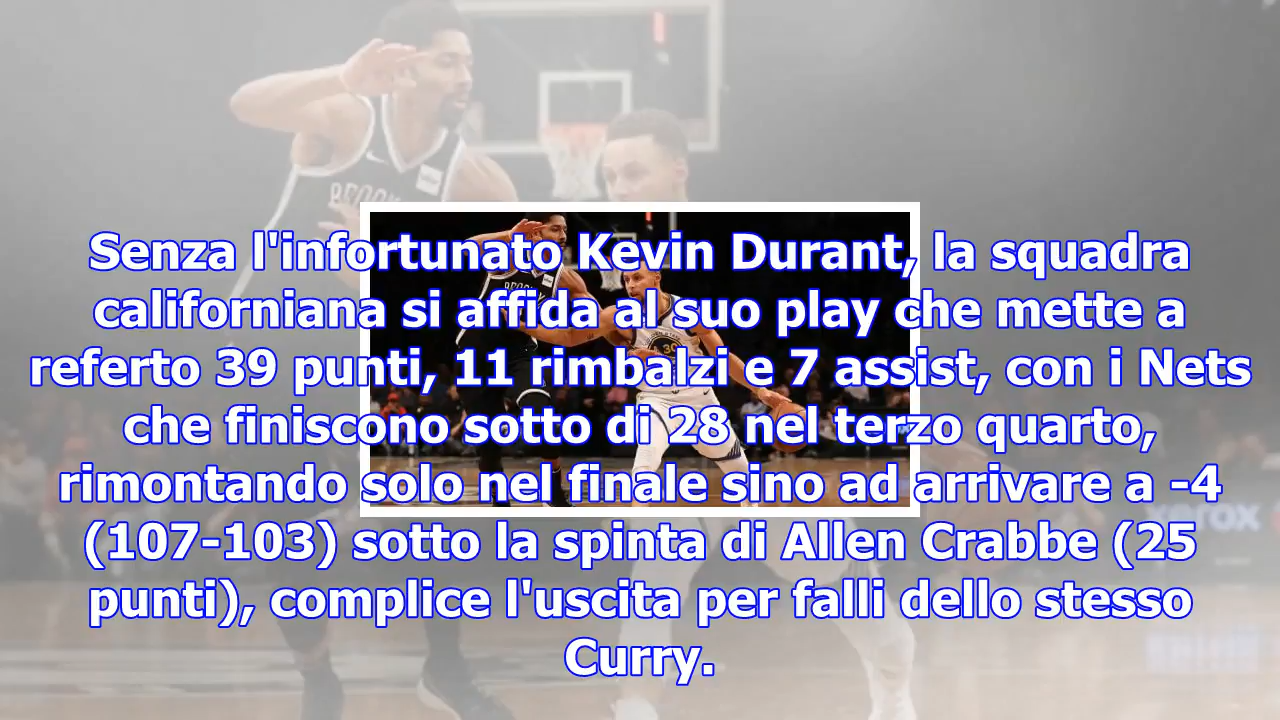 Senza l'infortunato Kevin Durant, la squadra
californiana si affida al suo play che mette a
referto 39 punti, 11 rimbalzi e 7 assist, con i Nets
che finiscono sotto di 28 nel terzo quarto,
rimontando solo nel finale sino ad arrivare a -4
(107-103) sotto la spinta di Allen Crabbe (25
punti), complice l'uscita per falli dello stesso
Curry.
xerox
30